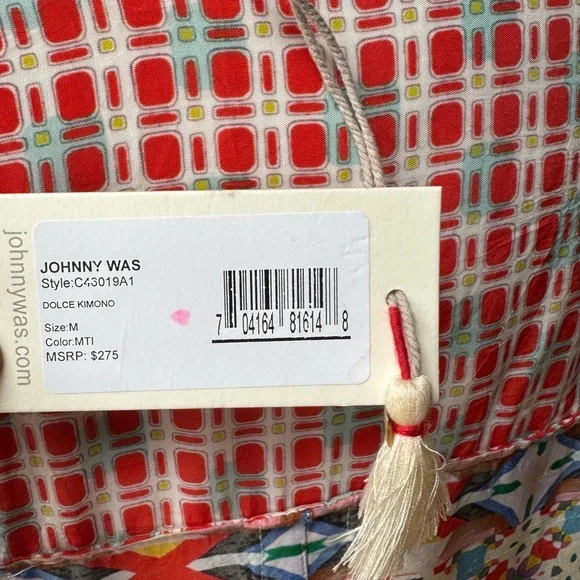 johnnywas.com
JOHNNY WAS
Style:C43019A1
DOLCE KIMONO
Size:M
Color:MTI
MSRP: $275
7 04164 81614 8